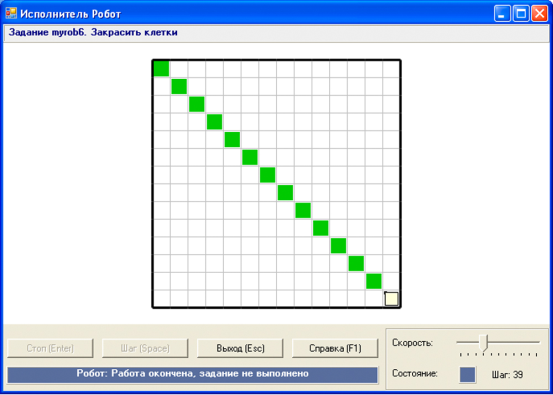 Исполнитель Робот
Задание myrob6. Закрасить клетки
Стоп (Enter)
Шаг (Space)
Выход (Esc)
Справка (F1)
Скорость:
Робот: Работа окончена, задание не выполнено
Состояние:
Шаг: 39